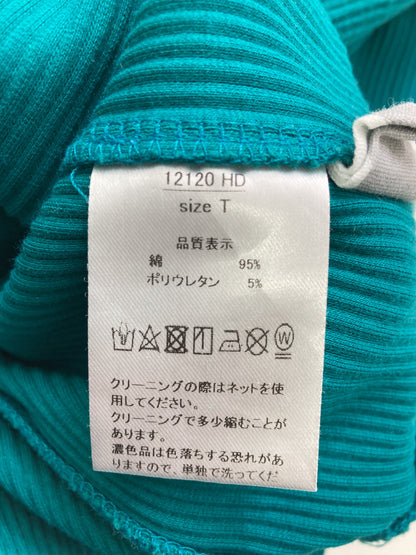 12120 HD
size T
品質表示
綿 95%
ポリウレタン 5%
W
クリーニングの際はネットを使
用してください。
クリーニングで多少縮むことが
あります。
濃色品は色落ちする恐れがあ
りますので、単独で洗ってくだ